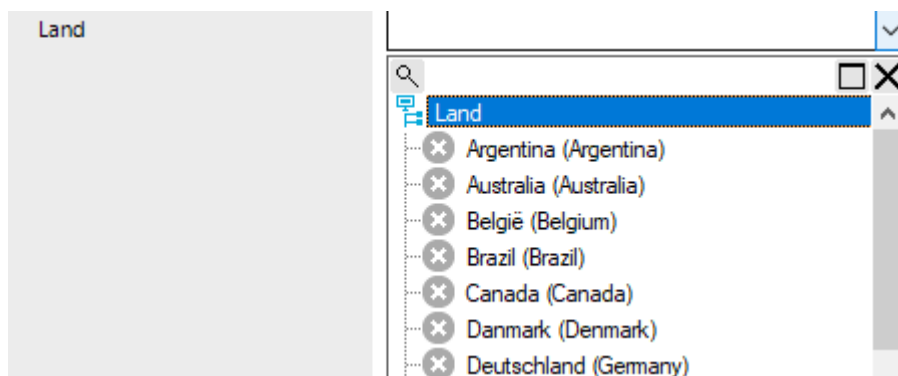 Land
Land
Argentina (Argentina)
Australia (Australia)
België (Belgium)
Brazil (Brazil)
Canada (Canada)
Danmark (Denmark)
Deutschland (Germany)